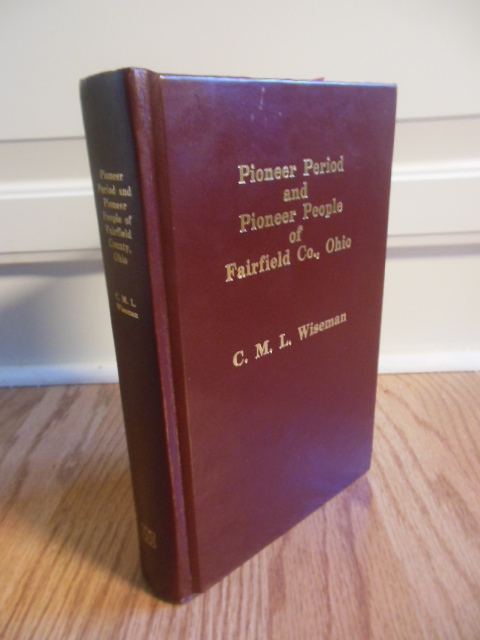 Pioneer
Period and
Pioneer
People of
Fairfield
County,
Ohio
C. M. L.
Wiseman
Pioneer Period
and
Pioneer People
of
Fairfield Co., Ohio
C. M. L. Wiseman